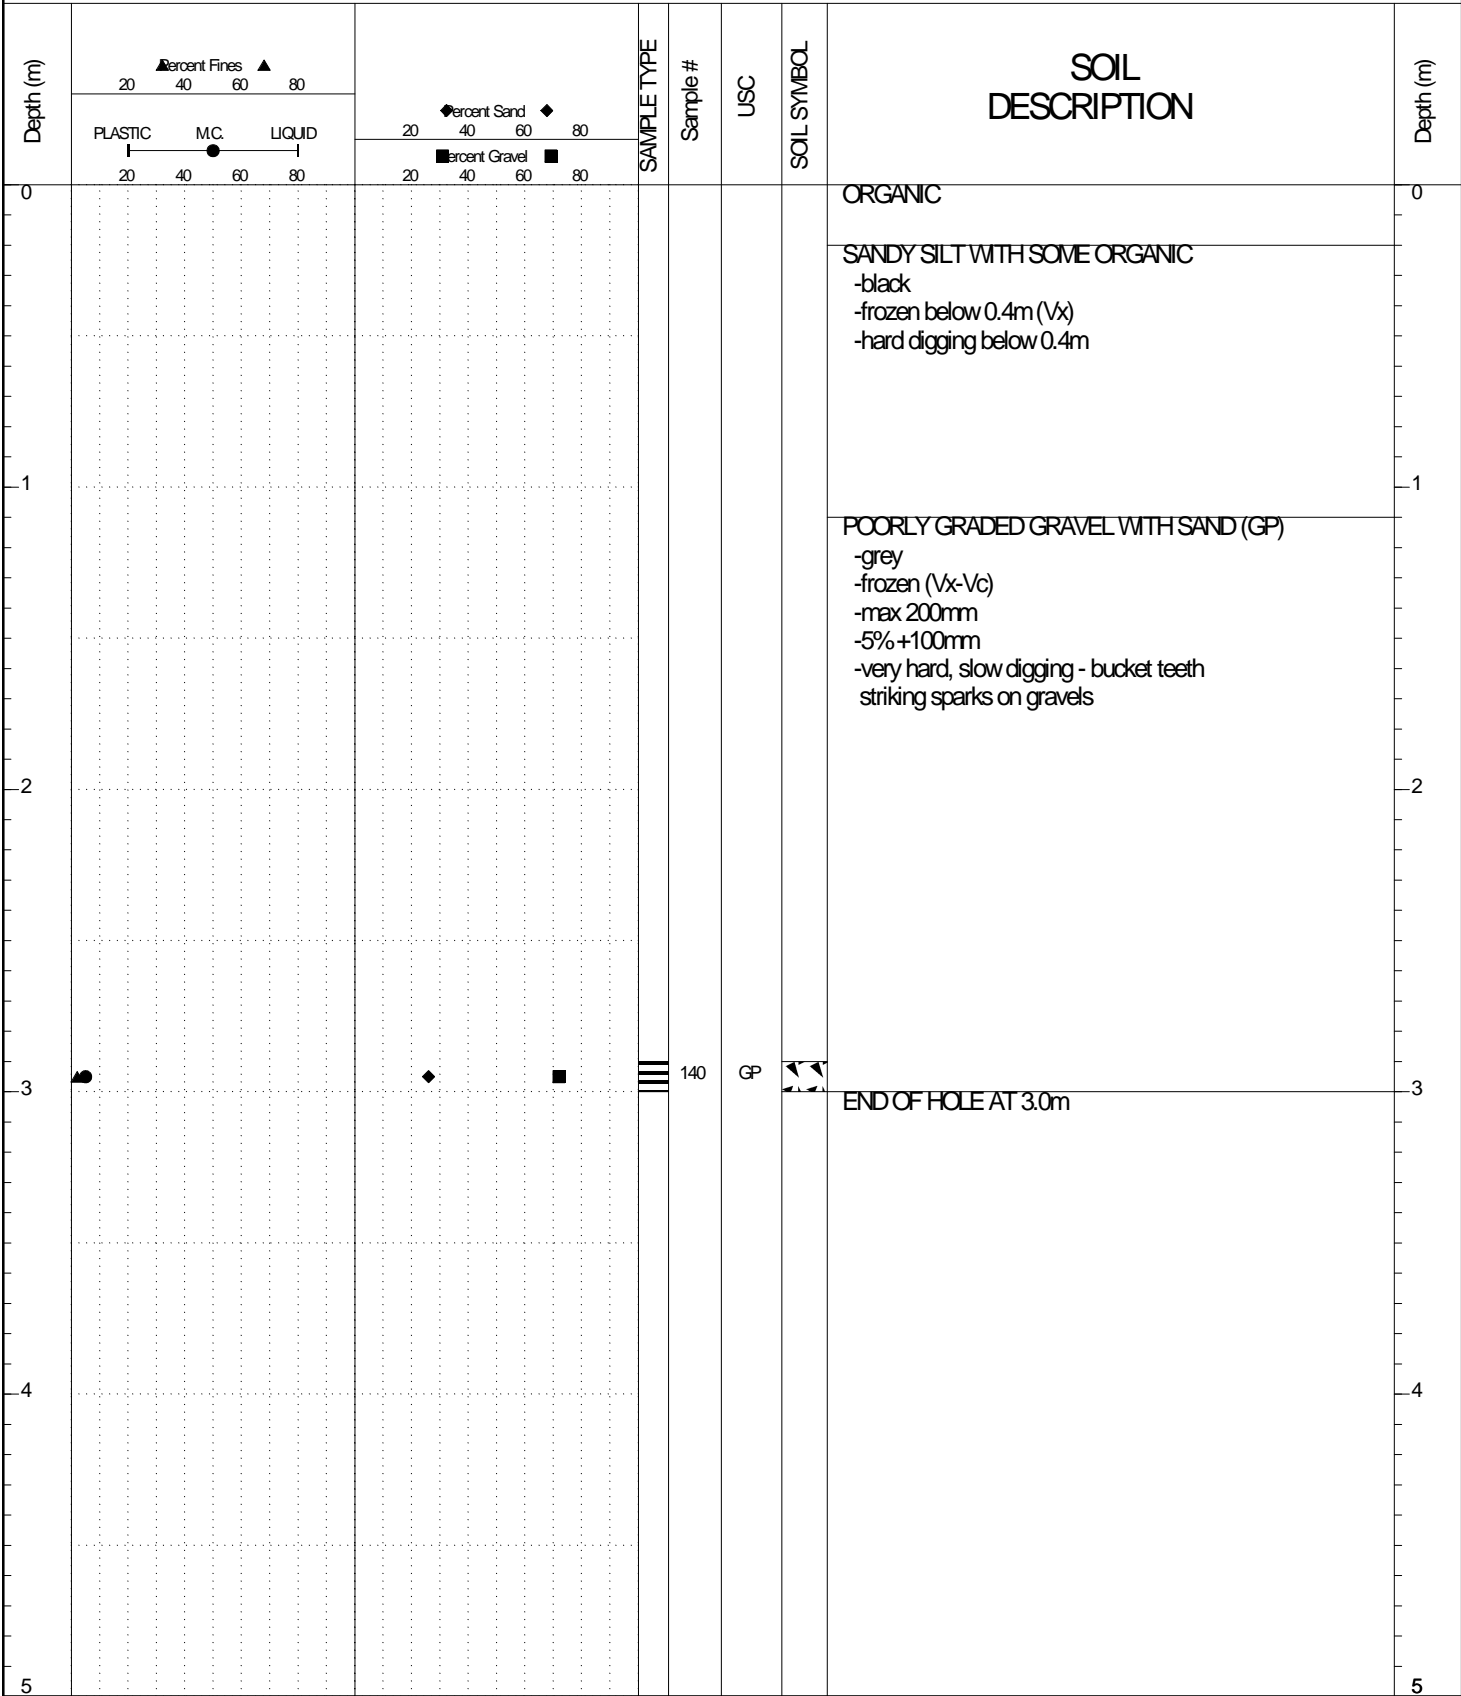 Depth (m)
Percent Fines
20 40 60 80
PLASTIC M.C. LIQUID
20 40 60 80
Percent Sand
20 40 60 80
Percent Gravel
20 40 60 80
SAMPLE TYPE
Sample #
USC
SOIL SYMBOL
SOIL
DESCRIPTION
Depth (m)
0 ORGANIC 0
SANDY SILT WITH SOME ORGANIC
-black
-frozen below 0.4m (Vx)
-hard digging below 0.4m
1 1
POORLY GRADED GRAVEL WITH SAND (GP)
-grey
-frozen (Vx-Vc)
-max 200mm
-5% +100mm
-very hard, slow digging - bucket teeth
striking sparks on gravels
2 2
140 GP
3 3
END OF HOLE AT 3.0m
4 4
5 5